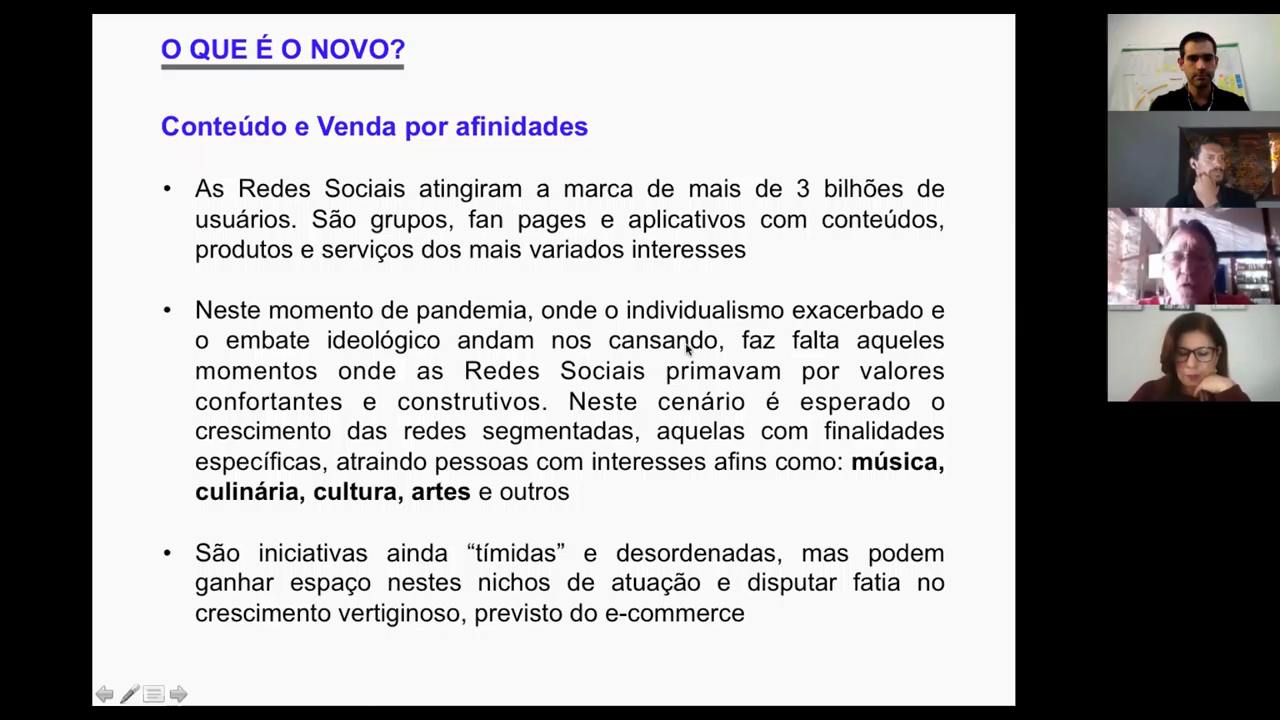 O QUE É O NOVO?
Conteúdo e Venda por afinidades
• As Redes Sociais atingiram a marca de mais de 3 bilhões de
usuários. São grupos, fan pages e aplicativos com conteúdos,
produtos e serviços dos mais variados interesses
• Neste momento de pandemia, onde o individualismo exacerbado e
o embate ideológico andam nos cansando, faz falta aqueles
momentos onde as Redes Sociais primavam por valores
confortantes e construtivos. Neste cenário é esperado o
crescimento das redes segmentadas, aquelas com finalidades
específicas, atraindo pessoas com interesses afins como: música,
culinária, cultura, artes e outros
• São iniciativas ainda “tímidas” e desordenadas, mas podem
ganhar espaço nestes nichos de atuação e disputar fatia no
crescimento vertiginoso, previsto do e-commerce